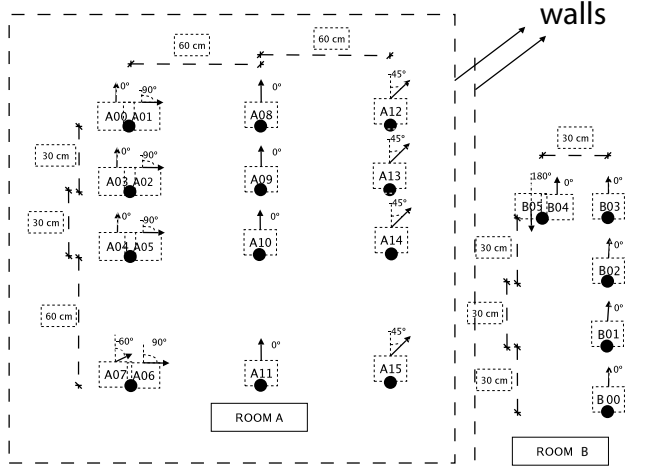 walls
60 cm
60 cm
0° -90° 0° -45°
A00 A01 A08 A12
30 cm
0° -90° 0° -45°
A03 A02 A09 A13
30 cm
0° -90° 0° -45°
A04 A05 A10 A14
60 cm
-60° 90° 0° -45°
A07 A06 A11 A15
ROOM A
30 cm
180° 0° 0°
B05 B04 B03
30 cm
0°
B02
30 cm
0°
B01
30 cm
0°
B 00
ROOM B